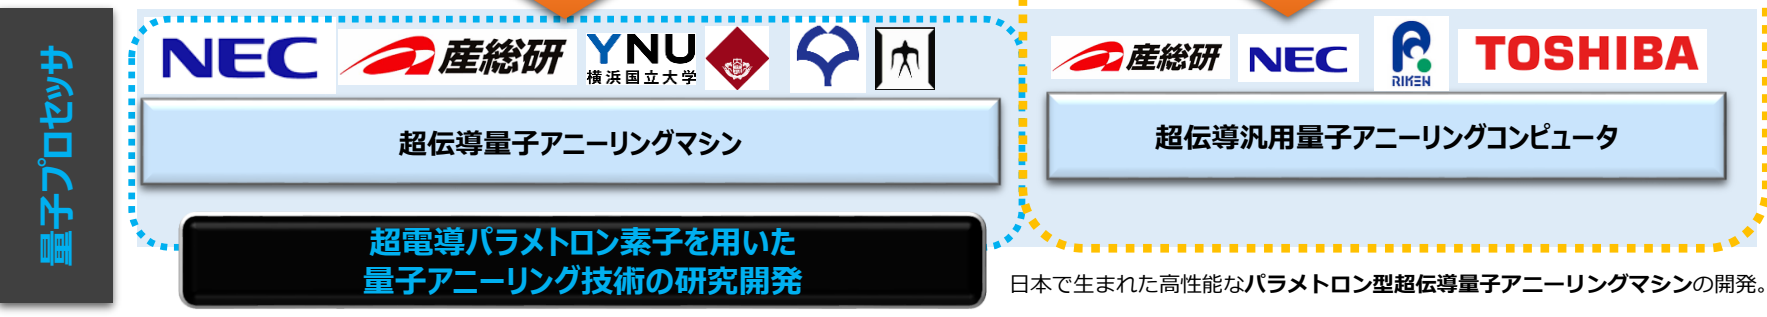 量子プロセッサ
NEC
産総研
YNU
横浜国立大学
超伝導量子アニーリングマシン
超電導パラメトロン素子を用いた
量子アニーリング技術の研究開発
産総研
NEC
RIKEN
TOSHIBA
超伝導汎用量子アニーリングコンピュータ
日本で生まれた高性能なパラメトロン型超伝導量子アニーリングマシンの開発。